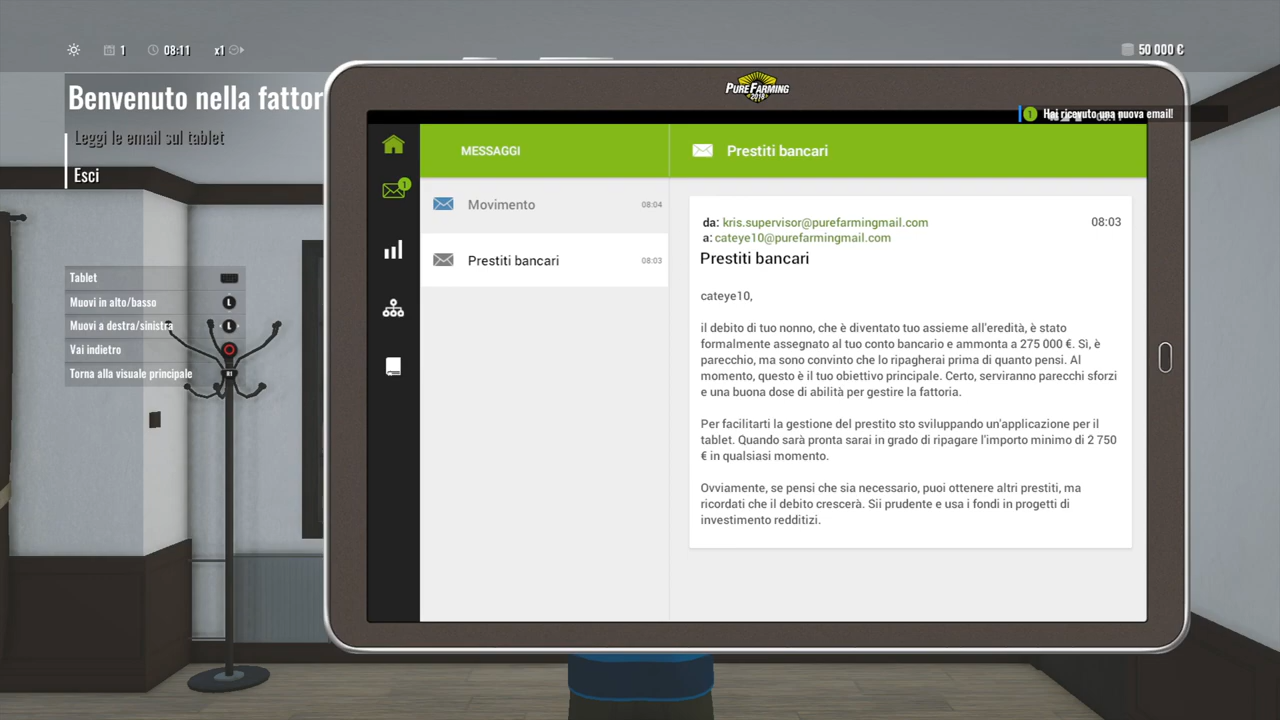 1 08:11 x1
50 000 €
Benvenuto nella fattor
Leggi le email sul tablet
Esci
Tablet
Muovi in alto/basso
L
Muovi a destra/sinistra
L
Vai indietro
Torna alla visuale principale
R1
PURE FARMING
2018
1 Hai ricevuto una nuova email!
MESSAGGI
1
Movimento 08:04
Prestiti bancari 08:03
Prestiti bancari
da: kris.supervisor@purefarmingmail.com 08:03
a: cateye10@purefarmingmail.com
Prestiti bancari
cateye10,
il debito di tuo nonno, che è diventato tuo assieme all'eredità, è stato
formalmente assegnato al tuo conto bancario e ammonta a 275 000 €. Sì, è
parecchio, ma sono convinto che lo ripagherai prima di quanto pensi. Al
momento, questo è il tuo obiettivo principale. Certo, serviranno parecchi sforzi
e una buona dose di abilità per gestire la fattoria.
Per facilitarti la gestione del prestito sto sviluppando un'applicazione per il
tablet. Quando sarà pronta sarai in grado di ripagare l'importo minimo di 2 750
€ in qualsiasi momento.
Ovviamente, se pensi che sia necessario, puoi ottenere altri prestiti, ma
ricordati che il debito crescerà. Sii prudente e usa i fondi in progetti di
investimento redditizi.